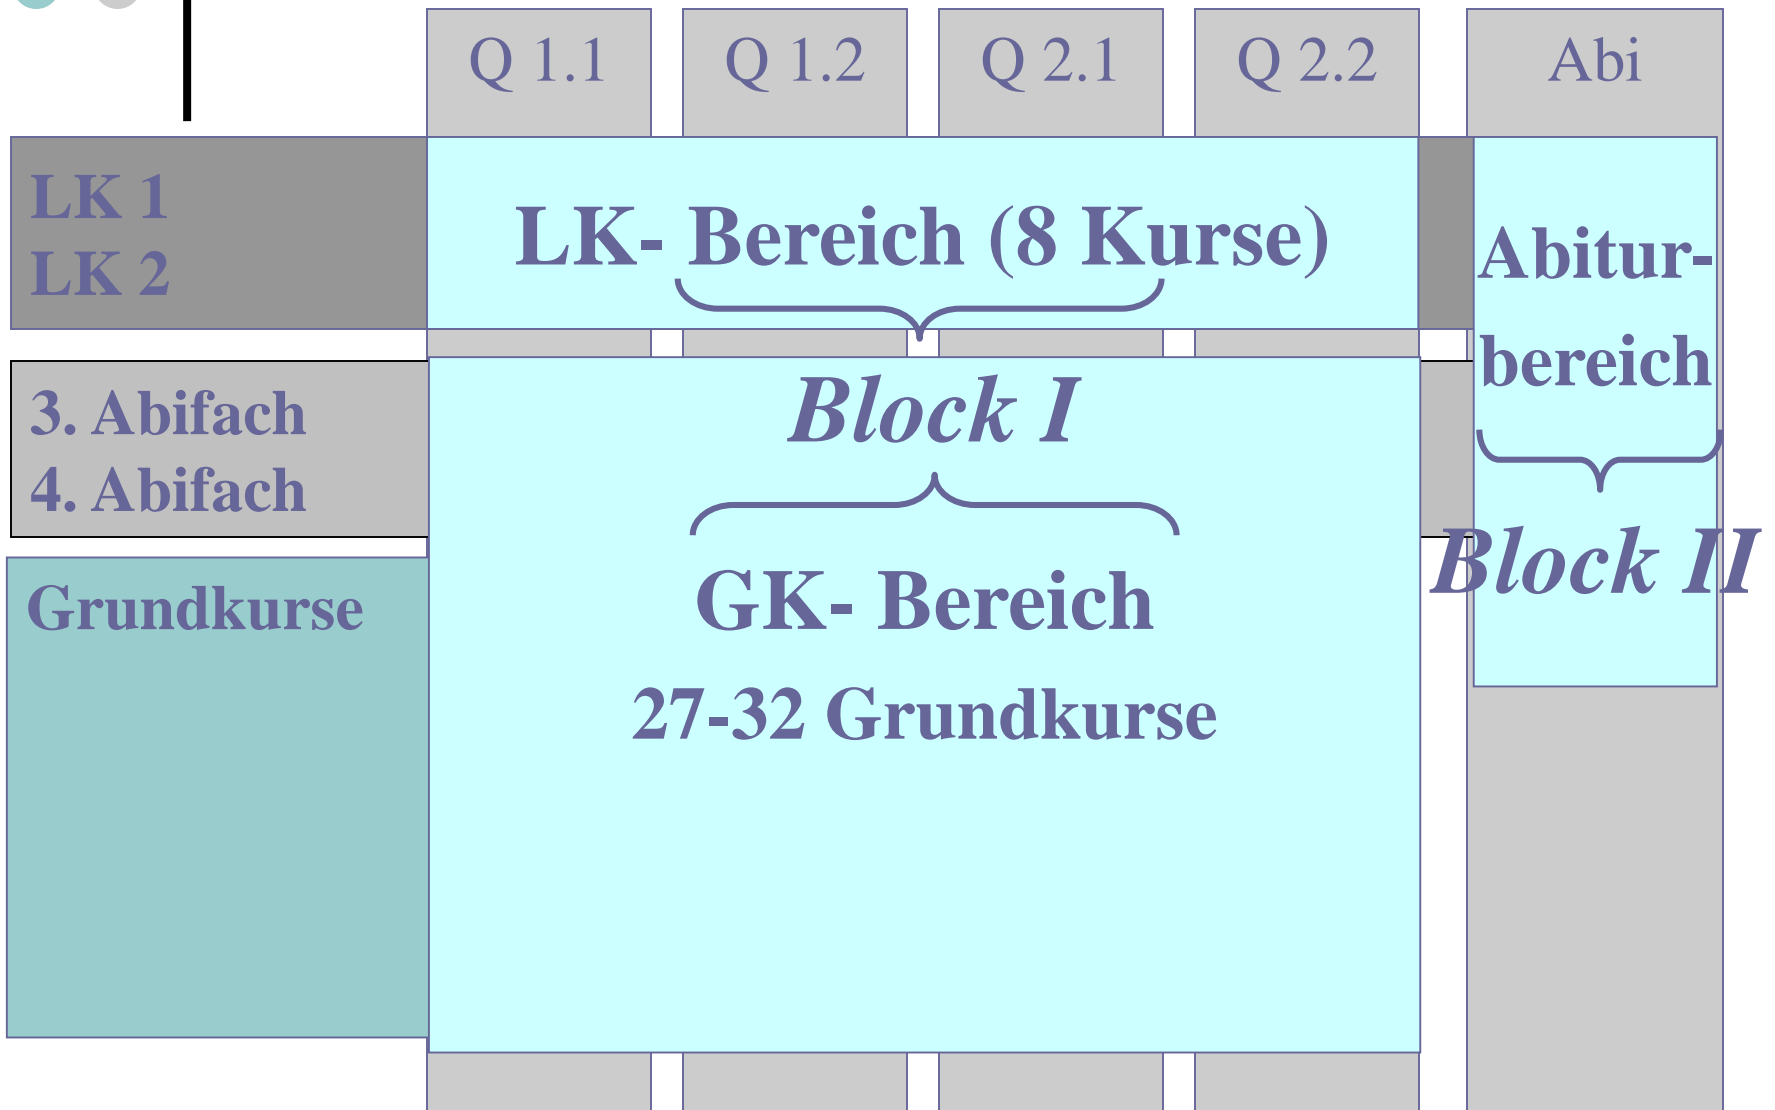 Q 1.1
Q 1.2
Q 2.1
Q 2.2
Abi
LK 1
LK 2
LK- Bereich (8 Kurse)
Abitur-
bereich
3. Abifach
4. Abifach
Block I
Block II
Grundkurse
GK- Bereich
27-32 Grundkurse